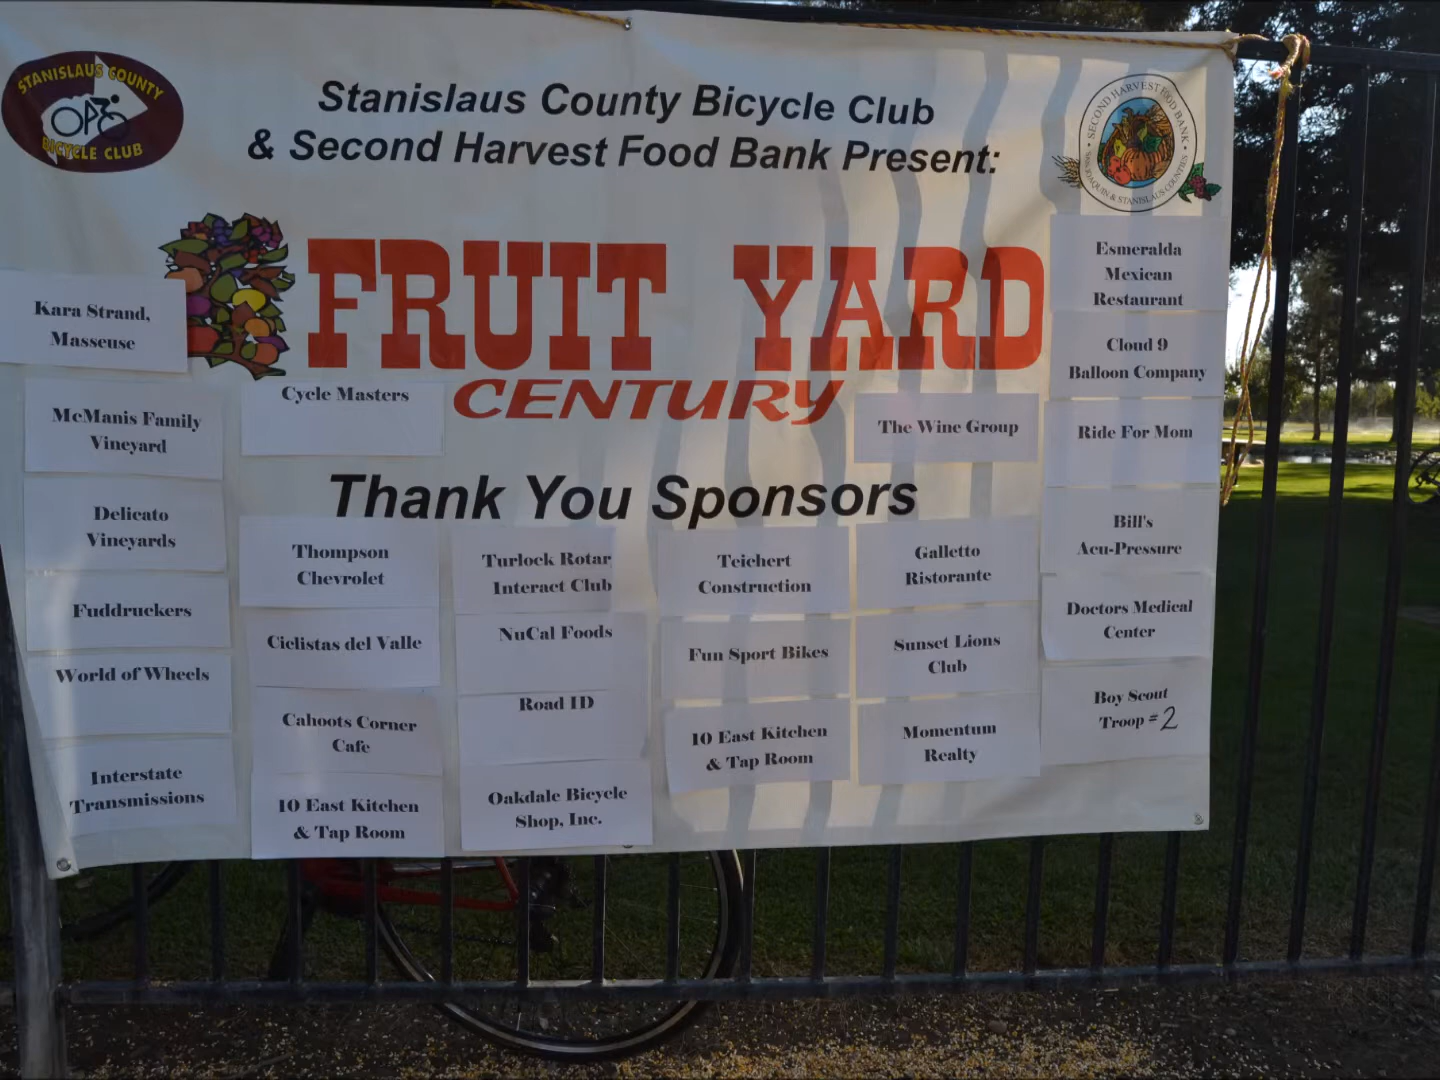 STANISLAUS COUNTY
BICYCLE CLUB
Stanislaus County Bicycle Club
& Second Harvest Food Bank Present:
SECOND HARVEST FOOD BANK
& STANISLAUS COUNTIES
FRUIT YARD
CENTURY
Thank You Sponsors
Kara Strand,
Masseuse
McManis Family
Vineyard
Delicato
Vineyards
Fuddruckers
World of Wheels
Interstate
Transmissions
Cycle Masters
Thompson
Chevrolet
Ciclistas del Valle
Cahoots Corner
Cafe
10 East Kitchen
& Tap Room
Turlock Rotar
Interact Club
NuCal Foods
Road ID
Oakdale Bicycle
Shop, Inc.
Teichert
Construction
Fun Sport Bikes
10 East Kitchen
& Tap Room
The Wine Group
Galletto
Ristorante
Sunset Lions
Club
Momentum
Realty
Esmeralda
Mexican
Restaurant
Cloud 9
Balloon Company
Ride For Mom
Bill's
Acu-Pressure
Doctors Medical
Center
Boy Scout
Troop = 2